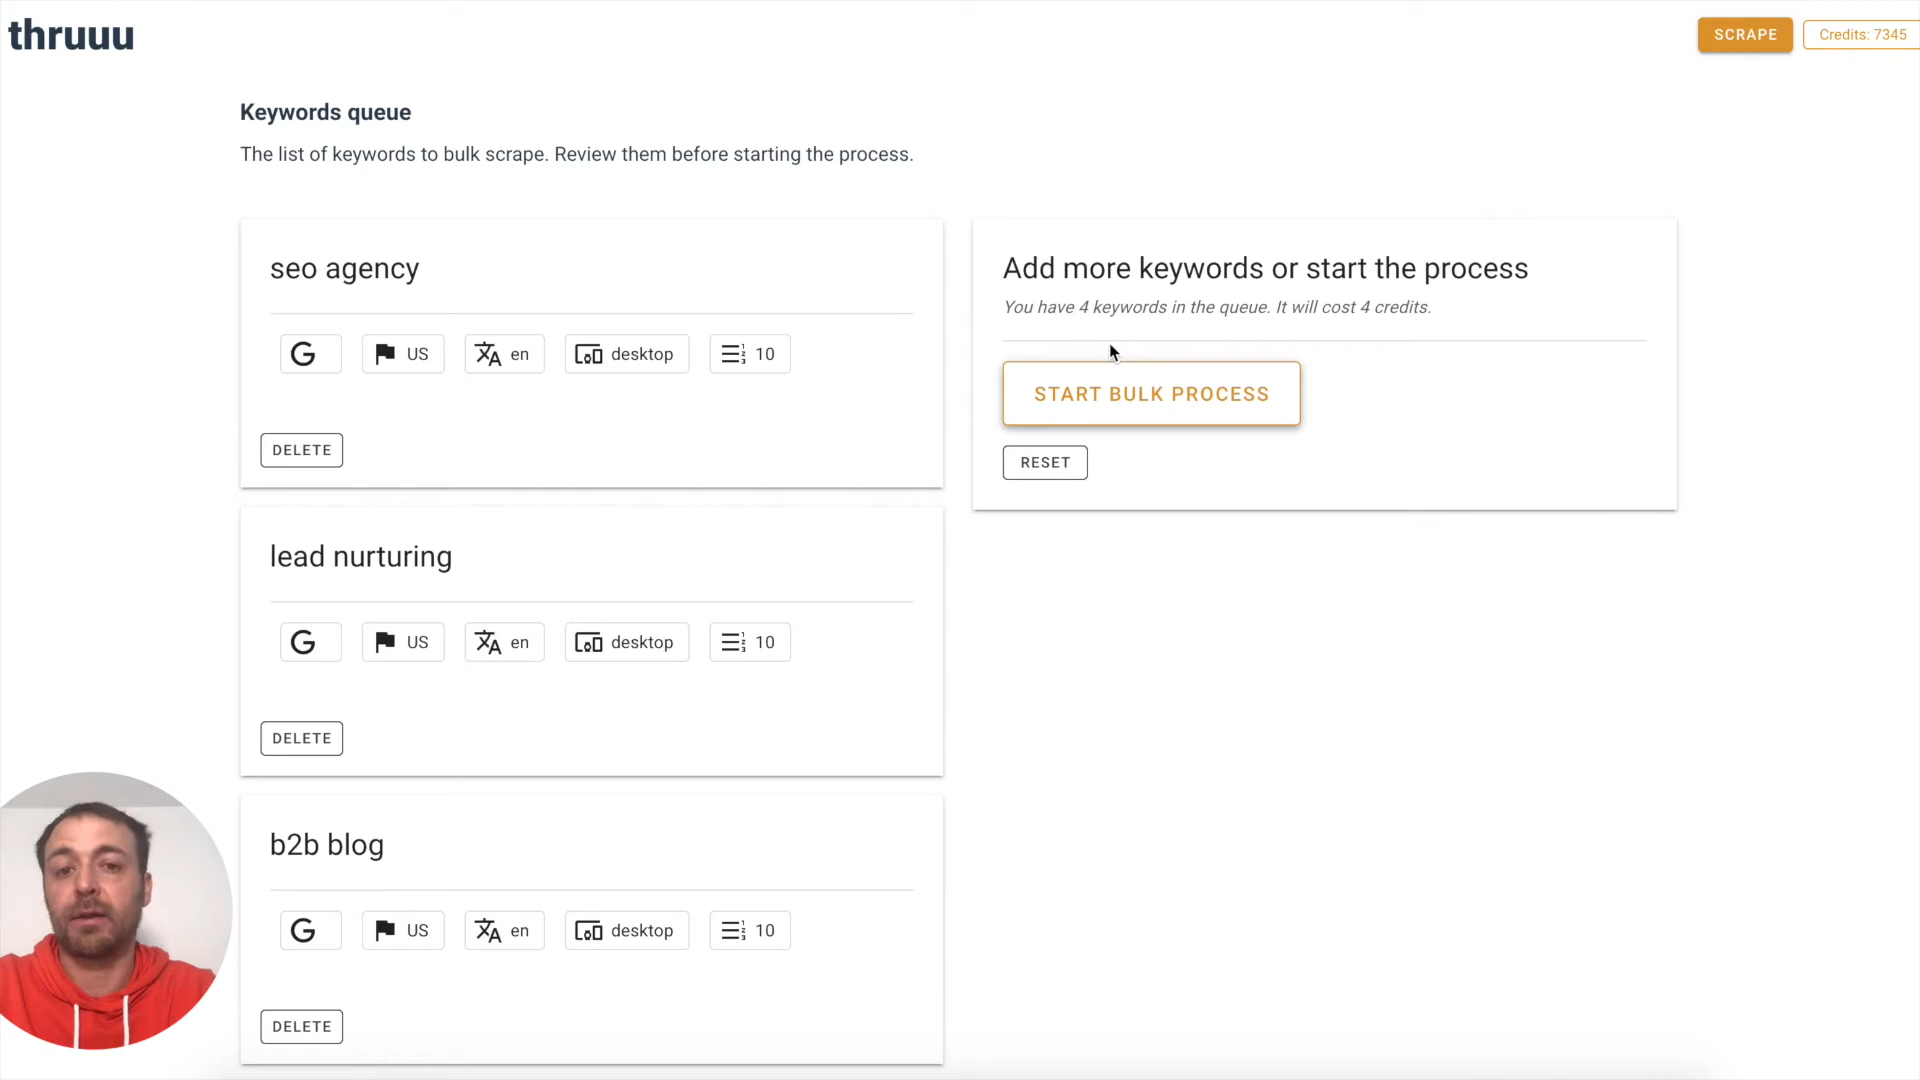 thruuu
SCRAPE
Credits: 7345
Keywords queue
The list of keywords to bulk scrape. Review them before starting the process.
seo agency
G
US
en
desktop
10
DELETE
Add more keywords or start the process
You have 4 keywords in the queue. It will cost 4 credits.
START BULK PROCESS
RESET
lead nurturing
G
US
en
desktop
10
DELETE
b2b blog
G
US
en
desktop
10
DELETE